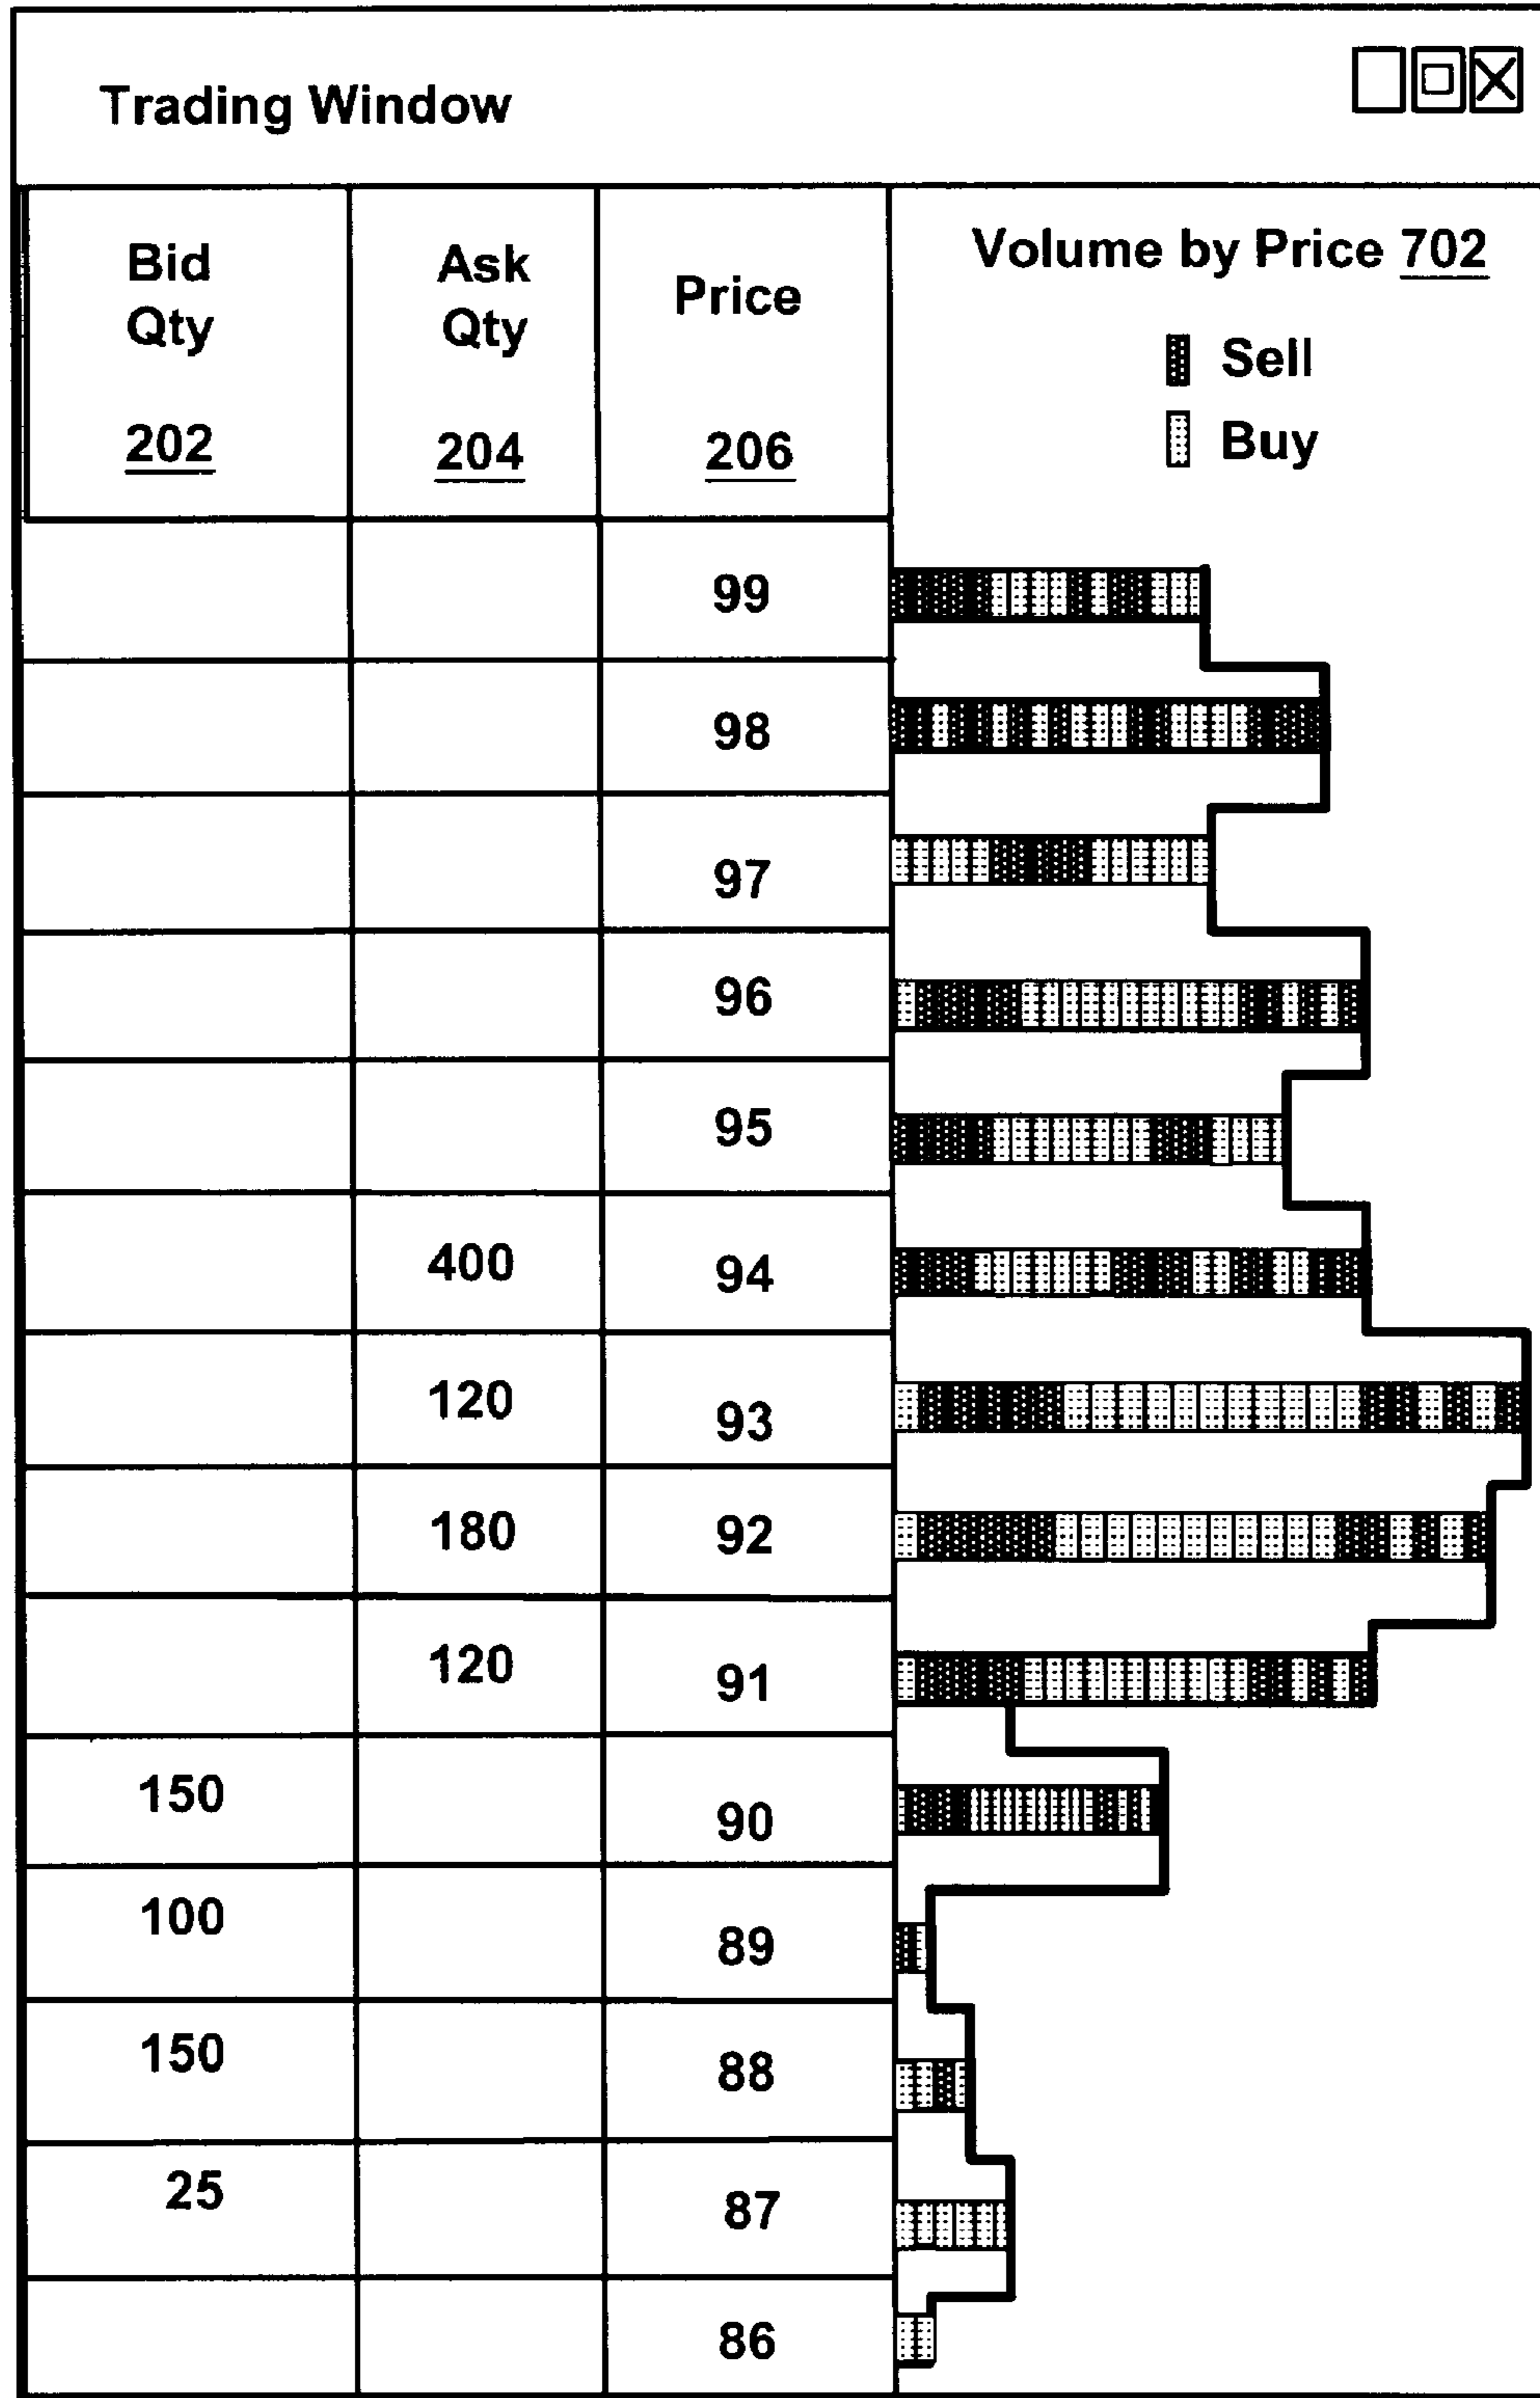 Trading Window
Bid
Qty
202
Ask
Qty
204
Price
206
Volume by Price 702
Sell
Buy
99
98
97
96
95
400 94
120 93
180 92
120 91
150 90
100 89
150 88
25 87
86